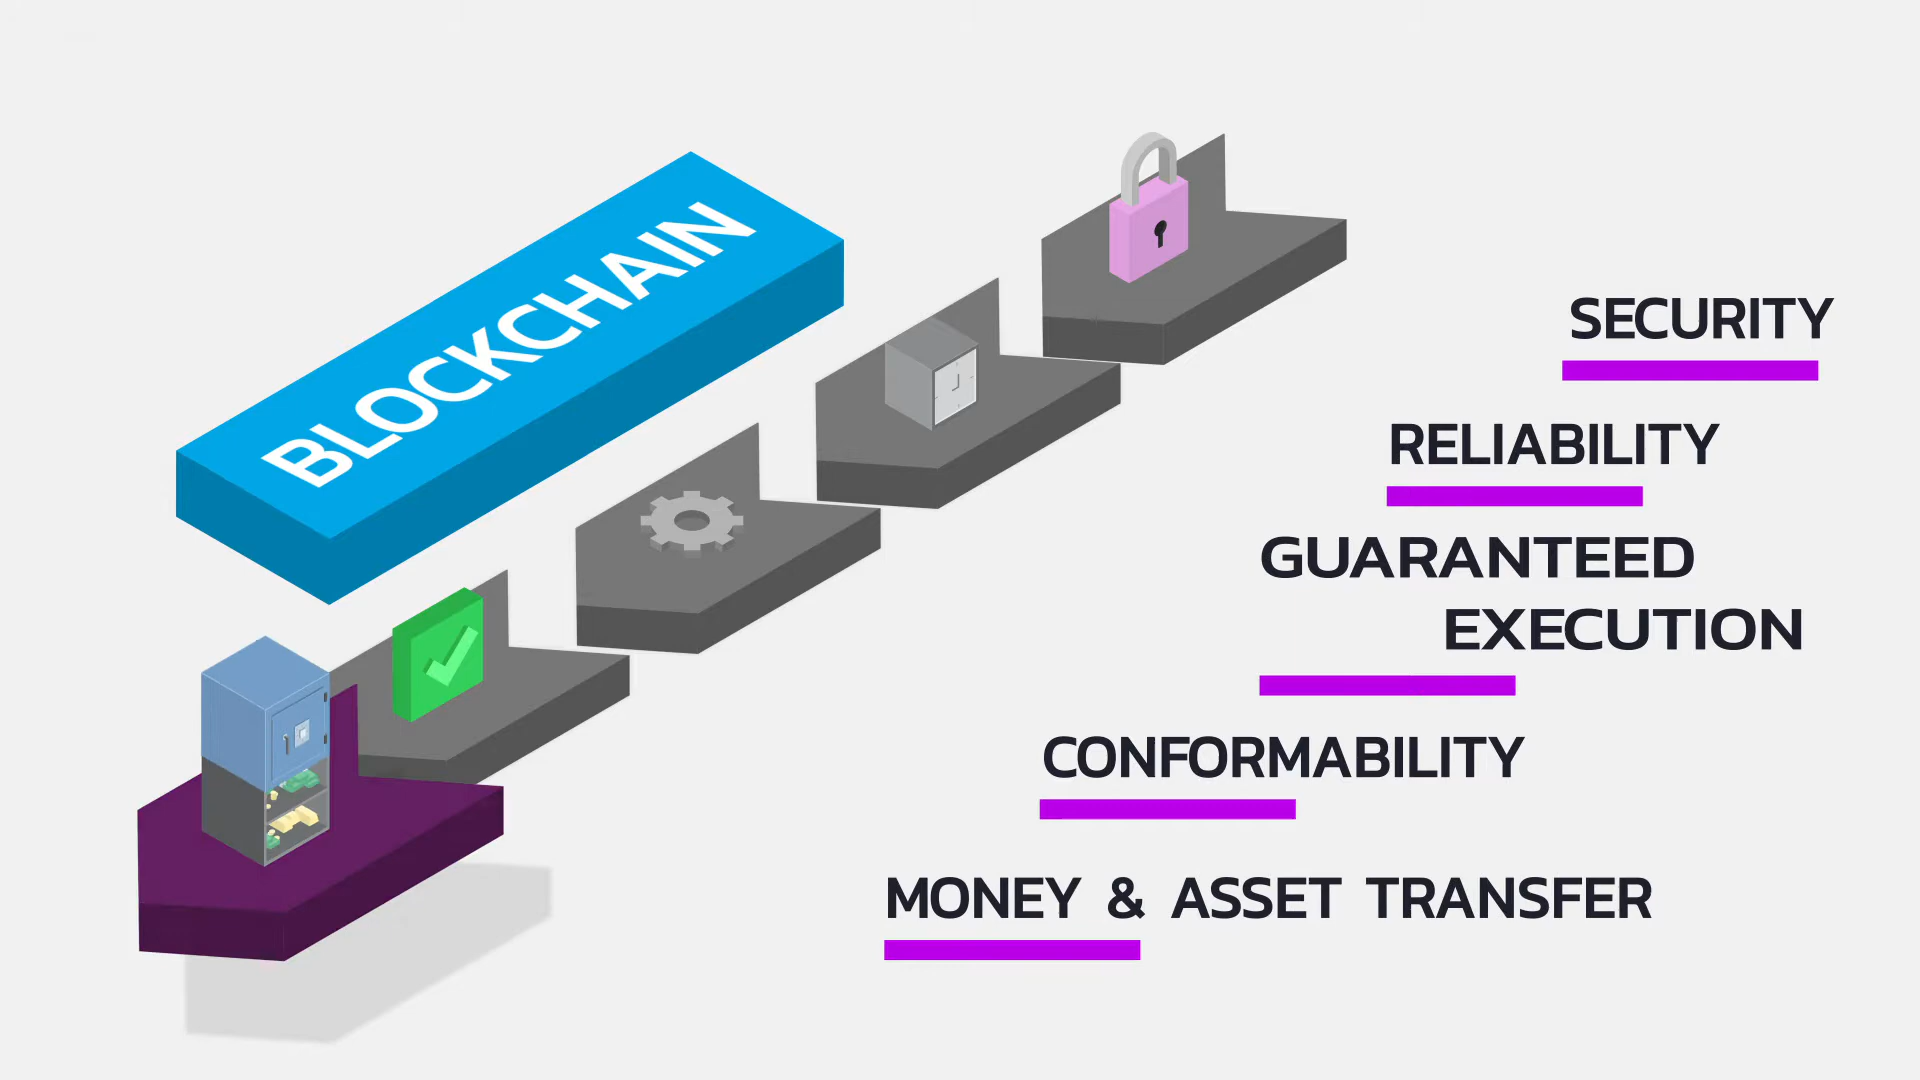 BLOCKCHAIN
SECURITY
RELIABILITY
GUARANTEED
EXECUTION
CONFORMABILITY
MONEY & ASSET TRANSFER